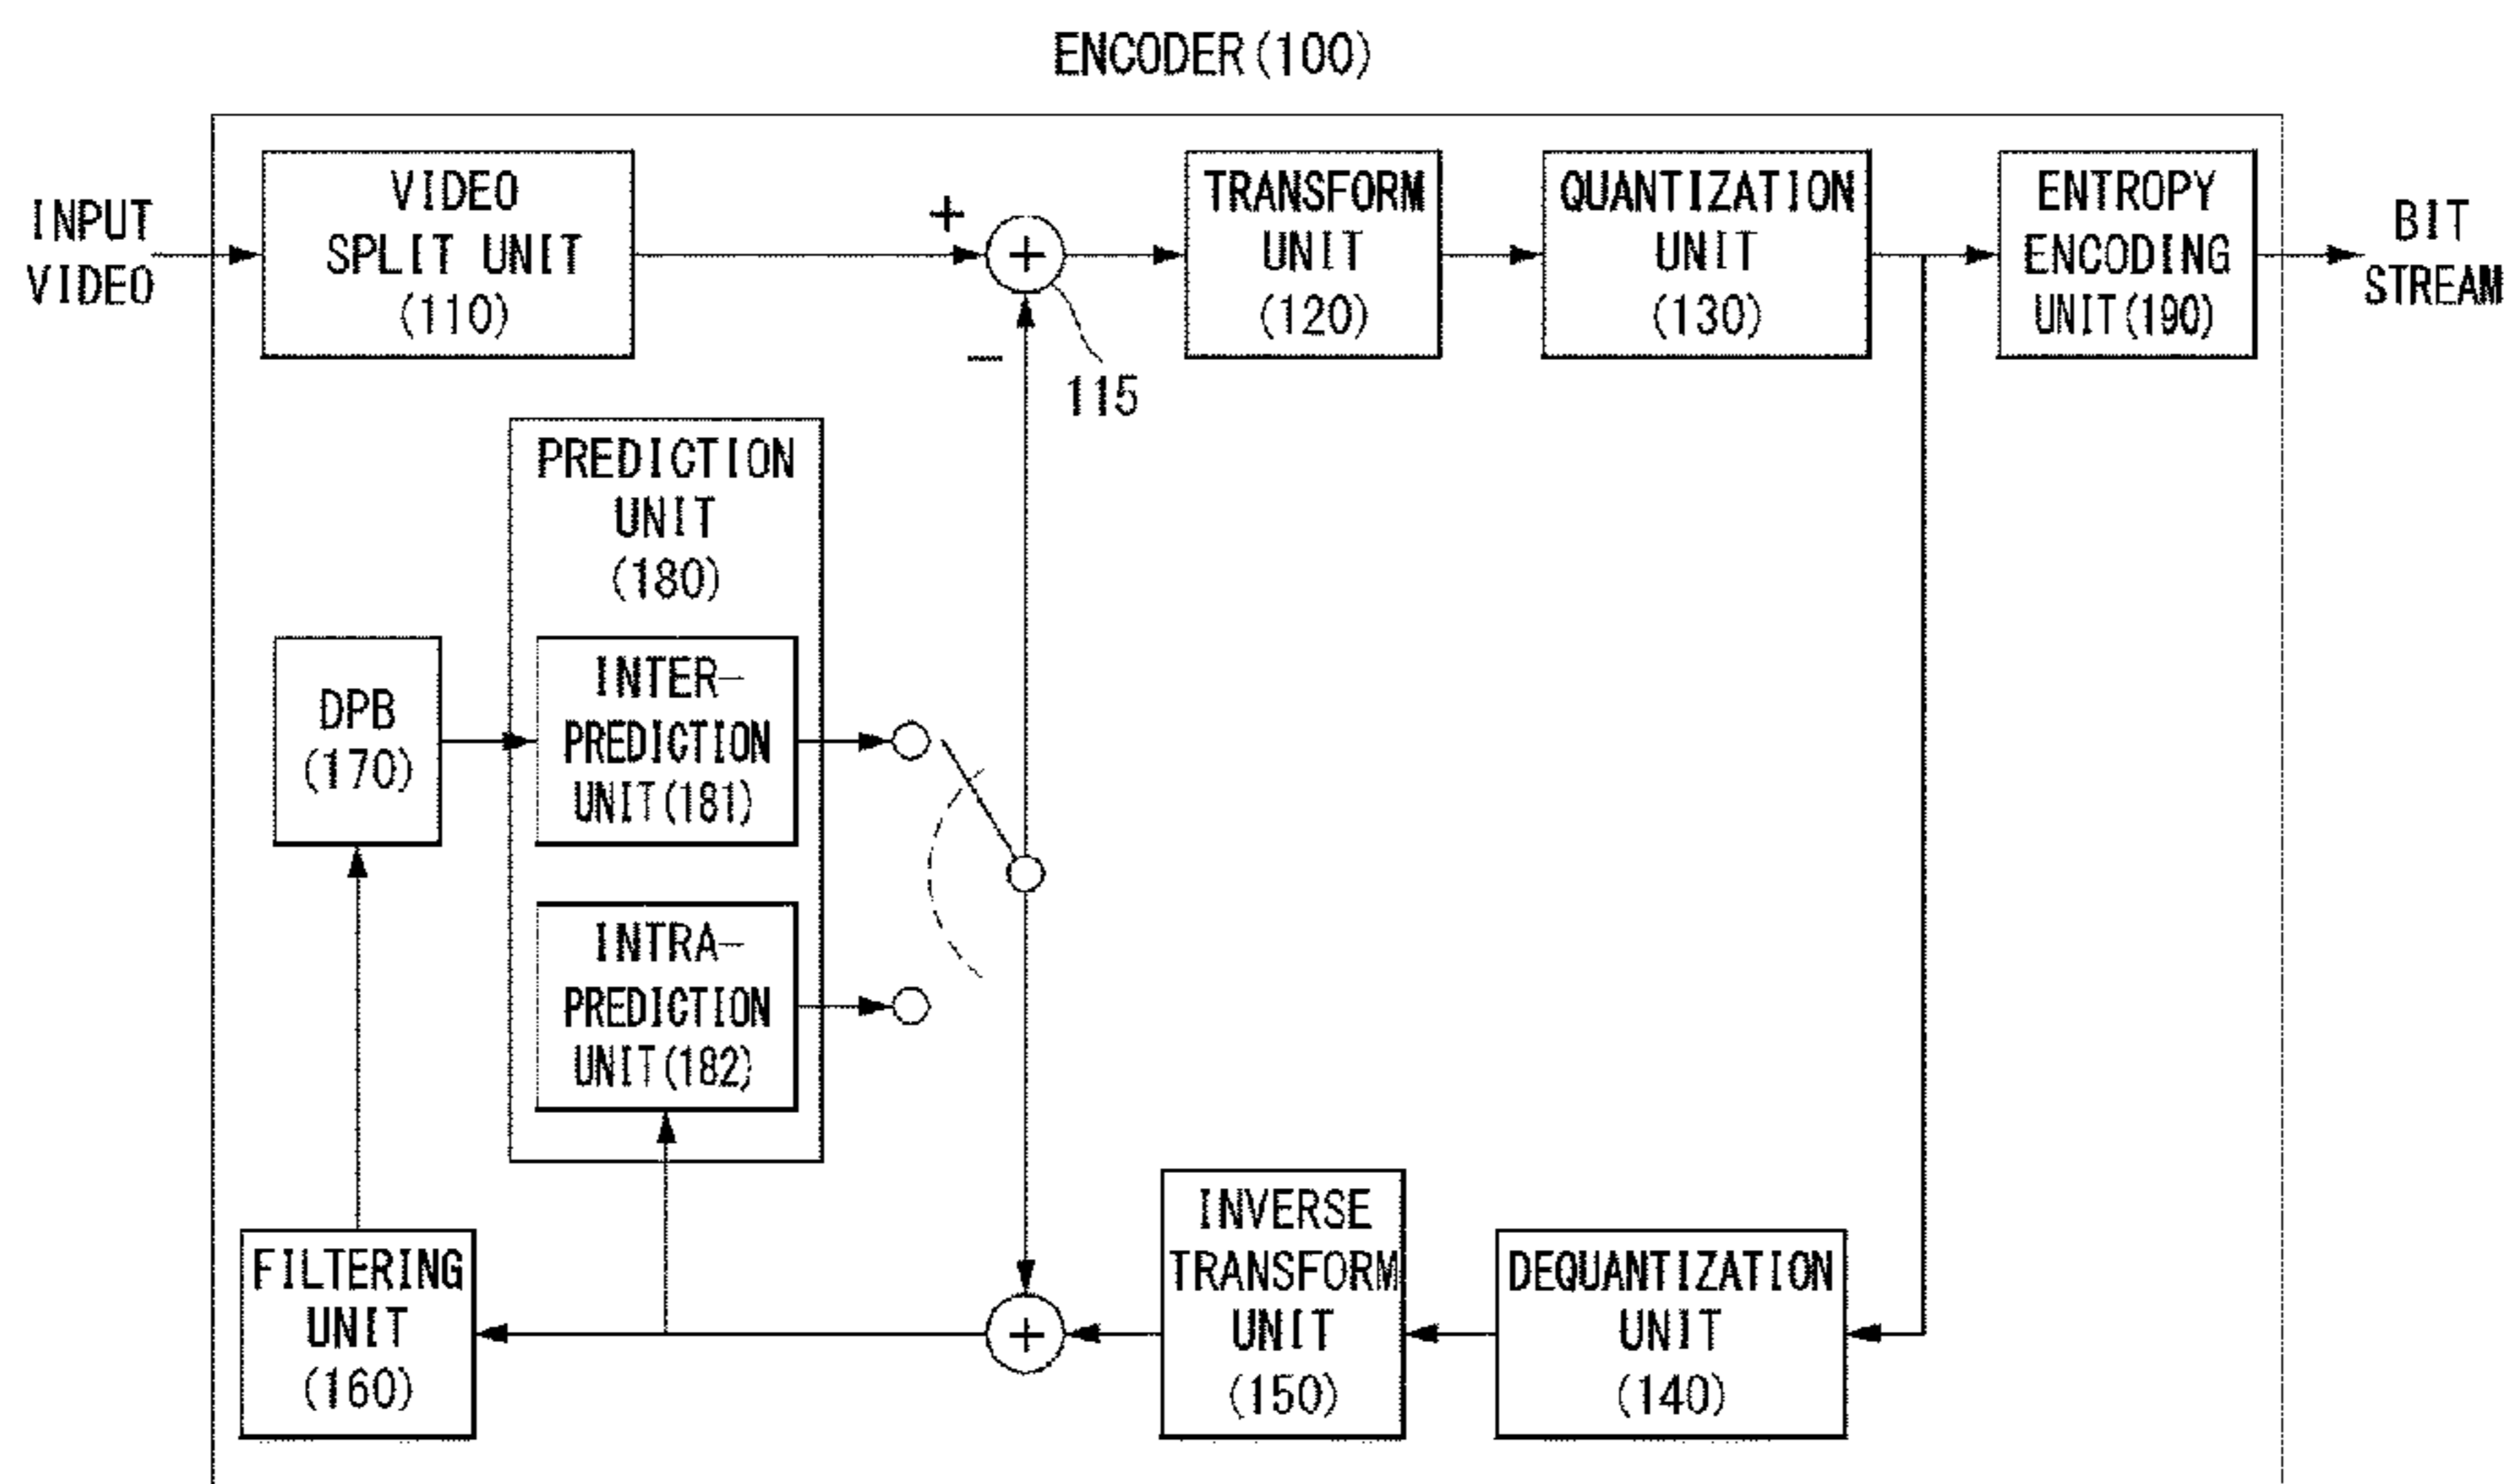 ENCODER(100)
INPUT
VIDEO
VIDEO
SPLIT UNIT
(110)
+
+
−
115
TRANSFORM
UNIT
(120)
QUANTIZATION
UNIT
(130)
ENTROPY
ENCODING
UNIT(190)
BIT
STREAM
PREDICTION
UNIT
(180)
DPB
(170)
INTER-
PREDICTION
UNIT(181)
INTRA-
PREDICTION
UNIT(182)
FILTERING
UNIT
(160)
+
INVERSE
TRANSFORM
UNIT
(150)
DEQUANTIZATION
UNIT
(140)